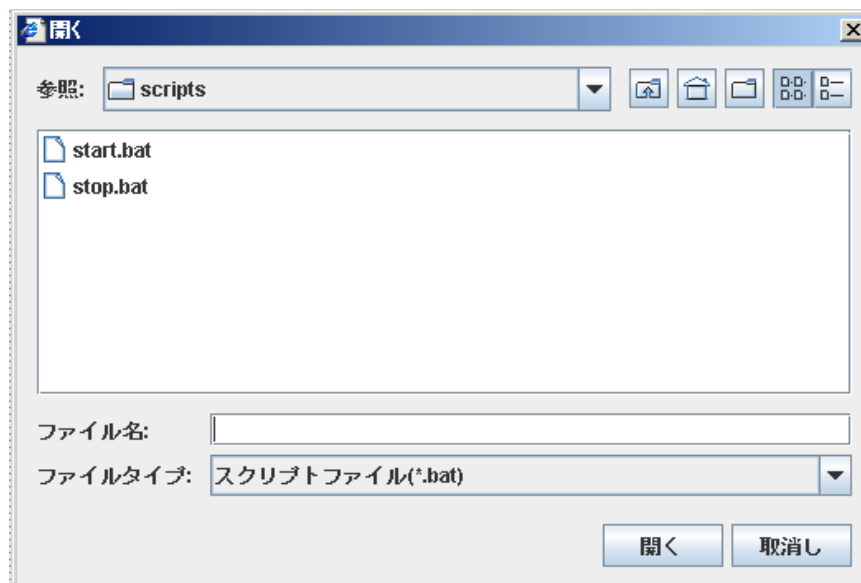 開く
参照: scripts
start.bat
stop.bat
ファイル名:
ファイルタイプ: スクリプトファイル(*.bat)
開く 取消し